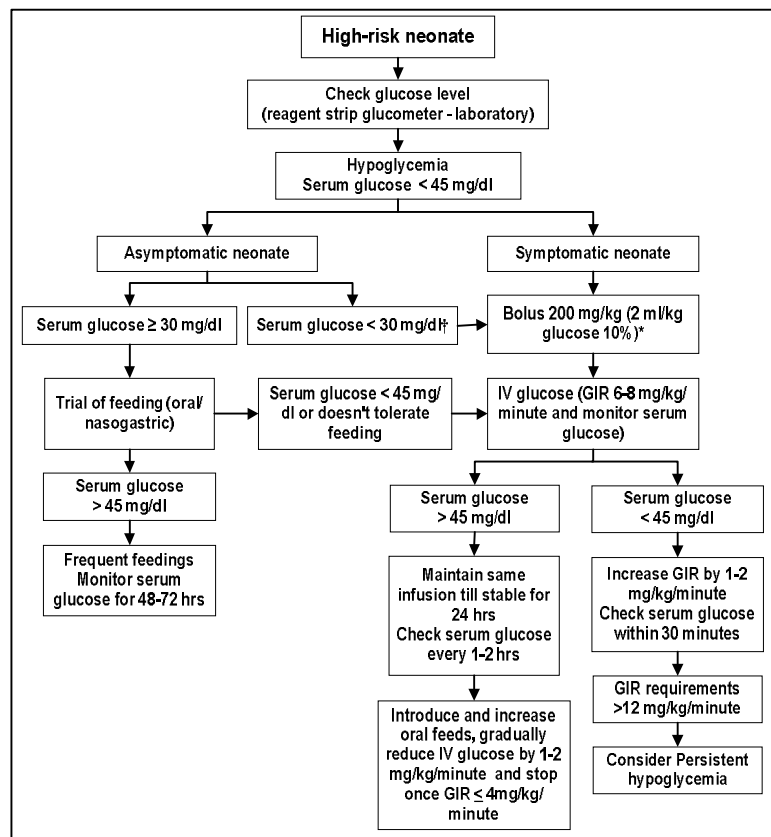 High-risk neonate
Check glucose level
(reagent strip glucometer - laboratory)
Hypoglycemia
Serum glucose < 45 mg/dl
Asymptomatic neonate
Symptomatic neonate
Serum glucose ≥ 30 mg/dl
Serum glucose < 30 mg/dl†
Bolus 200 mg/kg (2 ml/kg
glucose 10%)*
Trial of feeding (oral/
nasogastric)
Serum glucose < 45 mg/
dl or doesn't tolerate
feeding
IV glucose (GIR 6-8 mg/kg/
minute and monitor serum
glucose)
Serum glucose
> 45 mg/dl
Frequent feedings
Monitor serum
glucose for 48-72 hrs
Serum glucose
> 45 mg/dl
Maintain same
infusion till stable for
24 hrs
Check serum glucose
every 1-2 hrs
Introduce and increase
oral feeds, gradually
reduce IV glucose by 1-2
mg/kg/minute and stop
once GIR ≤ 4mg/kg/
minute
Serum glucose
< 45 mg/dl
Increase GIR by 1-2
mg/kg/minute
Check serum glucose
within 30 minutes
GIR requirements
>12 mg/kg/minute
Consider Persistent
hypoglycemia